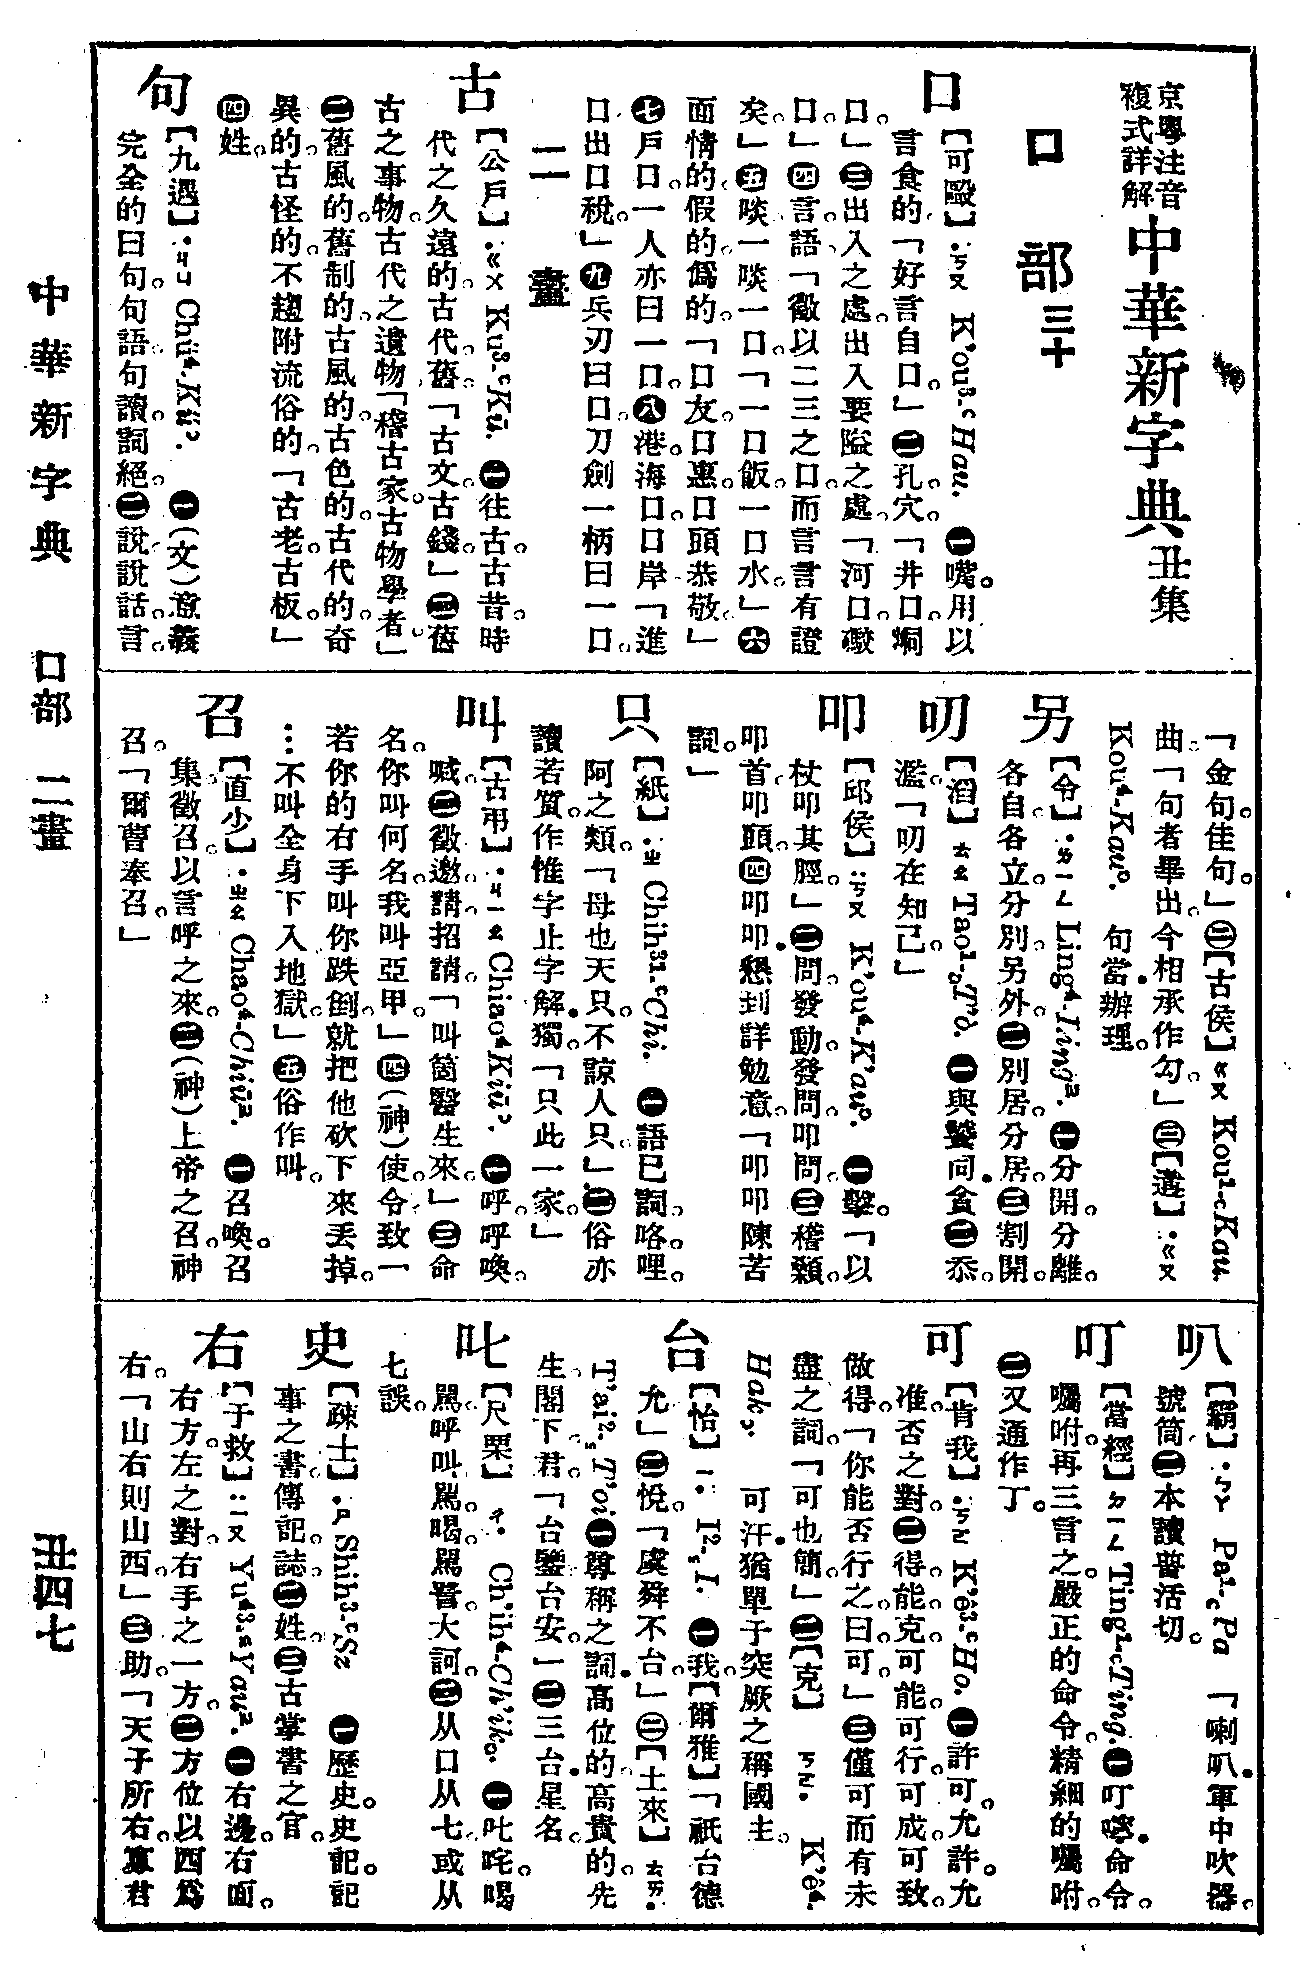 京粵注音
複式詳解
中華新字典丑集
口部三十
口
【可毆】ㄎㄡ K'ou³.ᶜHau. ㊀嘴。用以
言食的「好言自口。」㊁孔穴。「井口。烟
口。」㊂出入之處。出入要隘之處。「河口。礮
口。」㊃言語「徵以二三之口。而言言有證
矣」㊄啖一啖一口。「一口飯。一口水。」㊅
面情的。假的。僞的。「口友。口惠。口頭恭敬。」
㊆戶口。一人亦曰一口。㊇港。海口。口岸「進
口出口稅。」㊈兵刃曰口。刀劍一柄曰一口。
二畫
古
【公戶】ㄍㄨ Ku³.ᶜKū. ㊀往古。古昔。時
代之久遠的。古代。舊。「古文。古錢。」㊁舊
古之事物。古代之遺物「稽古家。古物學者。」
㊂舊風的。舊制的。古風的。古色的。古代的。奇
異的。古怪的。不趨附流俗的。「古老。古板。」
㊃姓。
句
【九遇】ㄐㄩ Chü⁴.Kü⁾. ㊀(文)意義
完全的曰句。句語。句讀。詞絕。㊁說。說話。言。
「金句。佳句。」㊁【古侯】ㄍㄡ Kou¹.ᶜKau.
曲。「句者畢出。今相承作勾。」㊂【遘】ㄍㄡ
Kou⁴.Kau⁾. 句當辦理。
另
【令】ㄌㄧㄥ Ling⁴.Ling². ㊀分開。分離。
各自各立。分別。另外。㊁別居。分居。㊂割開。
叨
【滔】ㄊㄠ Tao¹.ᶜT'ō. ㊀與饕同。貪。㊁忝。
濫。「叨在知己。」
叩
【邱侯】ㄎㄡ K'ou⁴.K'au⁾. ㊀擊。「以
杖叩其脛。」㊁問。發動。發問。叩問。㊂稽顙。
叩首。叩頭。㊃叩叩懇到。詳勉意。「叩叩陳苦
詞。」
只
【紙】ㄓ Chih³¹.ᶜChi. ㊀語已詞。咯。哩。
阿之類。「母也天只。不諒人只」。㊁俗亦
讀若質。作惟字止字解。獨。「只此一家。」
叫
【古弔】ㄐㄧㄠ Chiao⁴.Kiū⁾. ㊀呼。呼喚。
喊。㊁徵邀請。招請。「叫箇醫生來。」㊂命
名。你叫何名。我叫亞甲。」㊃(神)使。令。致一
若你的右手叫你跌倒。就把他砍下來丟掉。
…不叫全身下入地獄。」㊄俗作呌。
召
【直少】ㄓㄠ Chao⁴.Chiū². ㊀召喚。召
集。徵召。以言呼之來。㊁(神)上帝之召。神
召。「爾曹奉召。」
叭
【霸】ㄅㄚ Pa¹.ᶜPa 「喇叭。軍中吹器。
號筒。㊁本讀普活切。
叮
【當經】ㄉㄧㄥ Ting¹.ᶜTing. ㊀叮嚀。命令。
囑咐。再三言之。嚴正的命令。精細的囑咐。
㊁又通作丁。
可
【肯我】ㄎㄜ K'ê³.ᶜHo. ㊀許可。允許。允
准。否之對。㊁得。能。克。可能。可行。可成。可致。
做得。「你能否行之。曰可。」㊂僅可而有未
盡之詞。「可也簡。」㊁【克】ㄎㄜ K'ê⁴.
Hak₀. 可汗猶單于。突厥之稱國主。
台
【怡】ㄧ I².ₛI. ㊀我。【爾雅】「祇台德
允」㊁悅。「虞舜不台」㊁【土來】ㄊㄞ
T'ai².ₛT'oi ㊀尊稱之詞。高位的。高貴的。先
生。閣下。君。「台鑒。台安。」㊁三台。星名。
叱
【尺栗】ㄔ Ch'ih⁴.Ch'ik₀. ㊀叱咤。喝
罵。呼叫。罵喝。罵詈。大訶。㊁从口从七。或从
七誤。
史
【疎士】ㄕ Shih³.ᶜSz ㊀歷史。史記。記
事之書。傳記。誌。㊁姓。㊂古掌書之官。
右
【于救】ㄧㄡ Yu⁴³.Yau². ㊀右邊。右面。
右方。左之對。右手之一方。㊁方位以西爲
右。「山右則山西。」㊂助。「天子所右。寡君
中華新字典 口部 二畫 丑四七